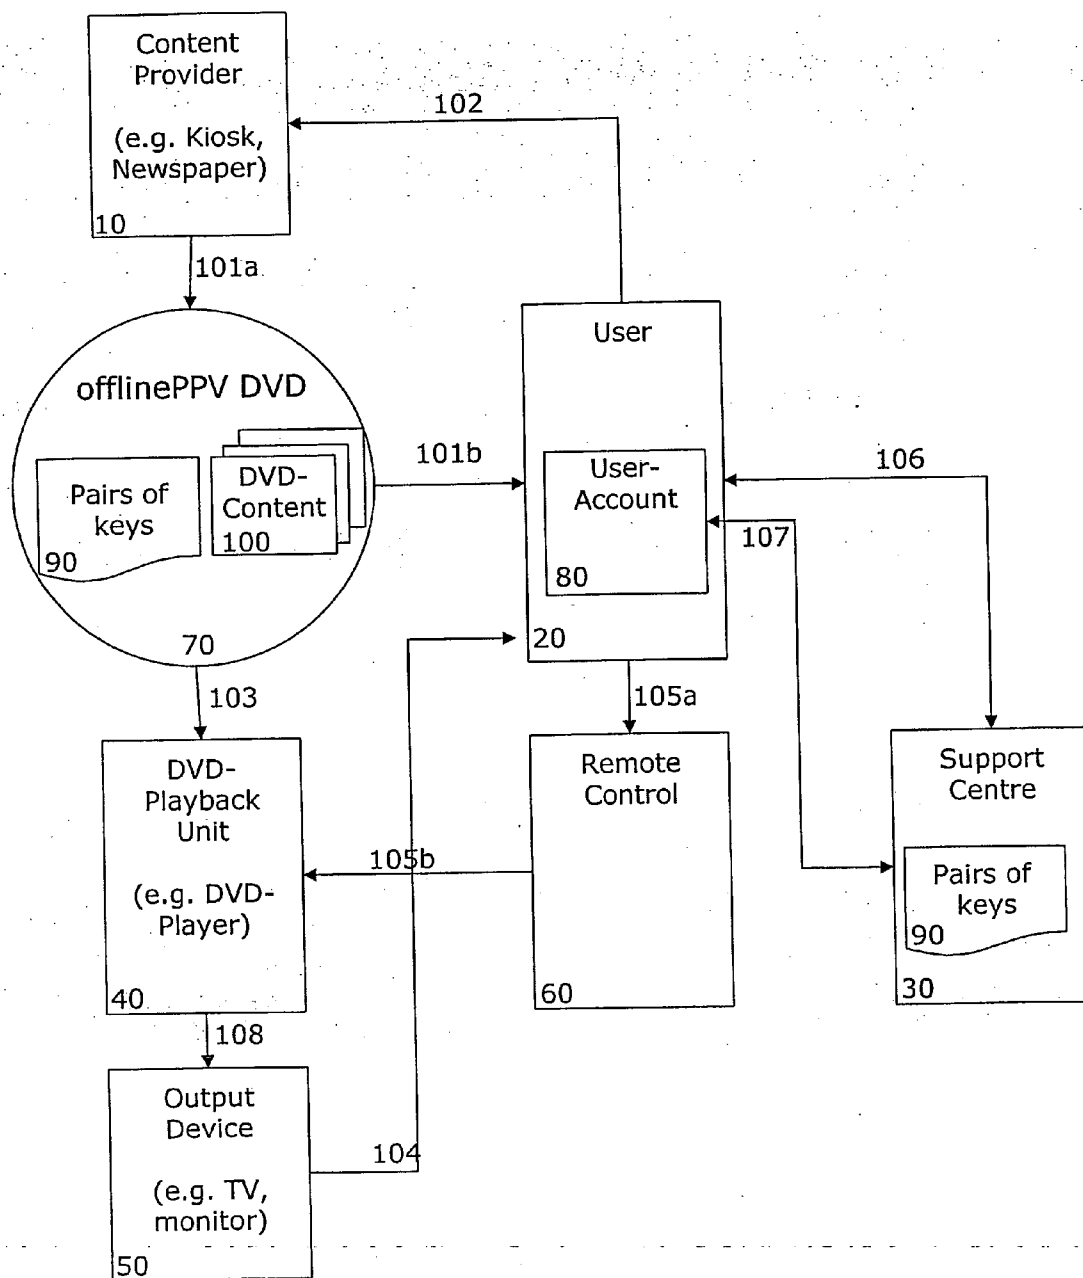 Content
Provider
(e.g. Kiosk,
Newspaper)
10
102
101a
offlinePPV DVD
Pairs of
keys
90
DVD-
Content
100
70
101b
User
User-
Account
80
20
106
107
103
105a
DVD-
Playback
Unit
(e.g. DVD-
Player)
40
105b
Remote
Control
60
Support
Centre
Pairs of
keys
90
30
108
Output
Device
(e.g. TV,
monitor)
50
104